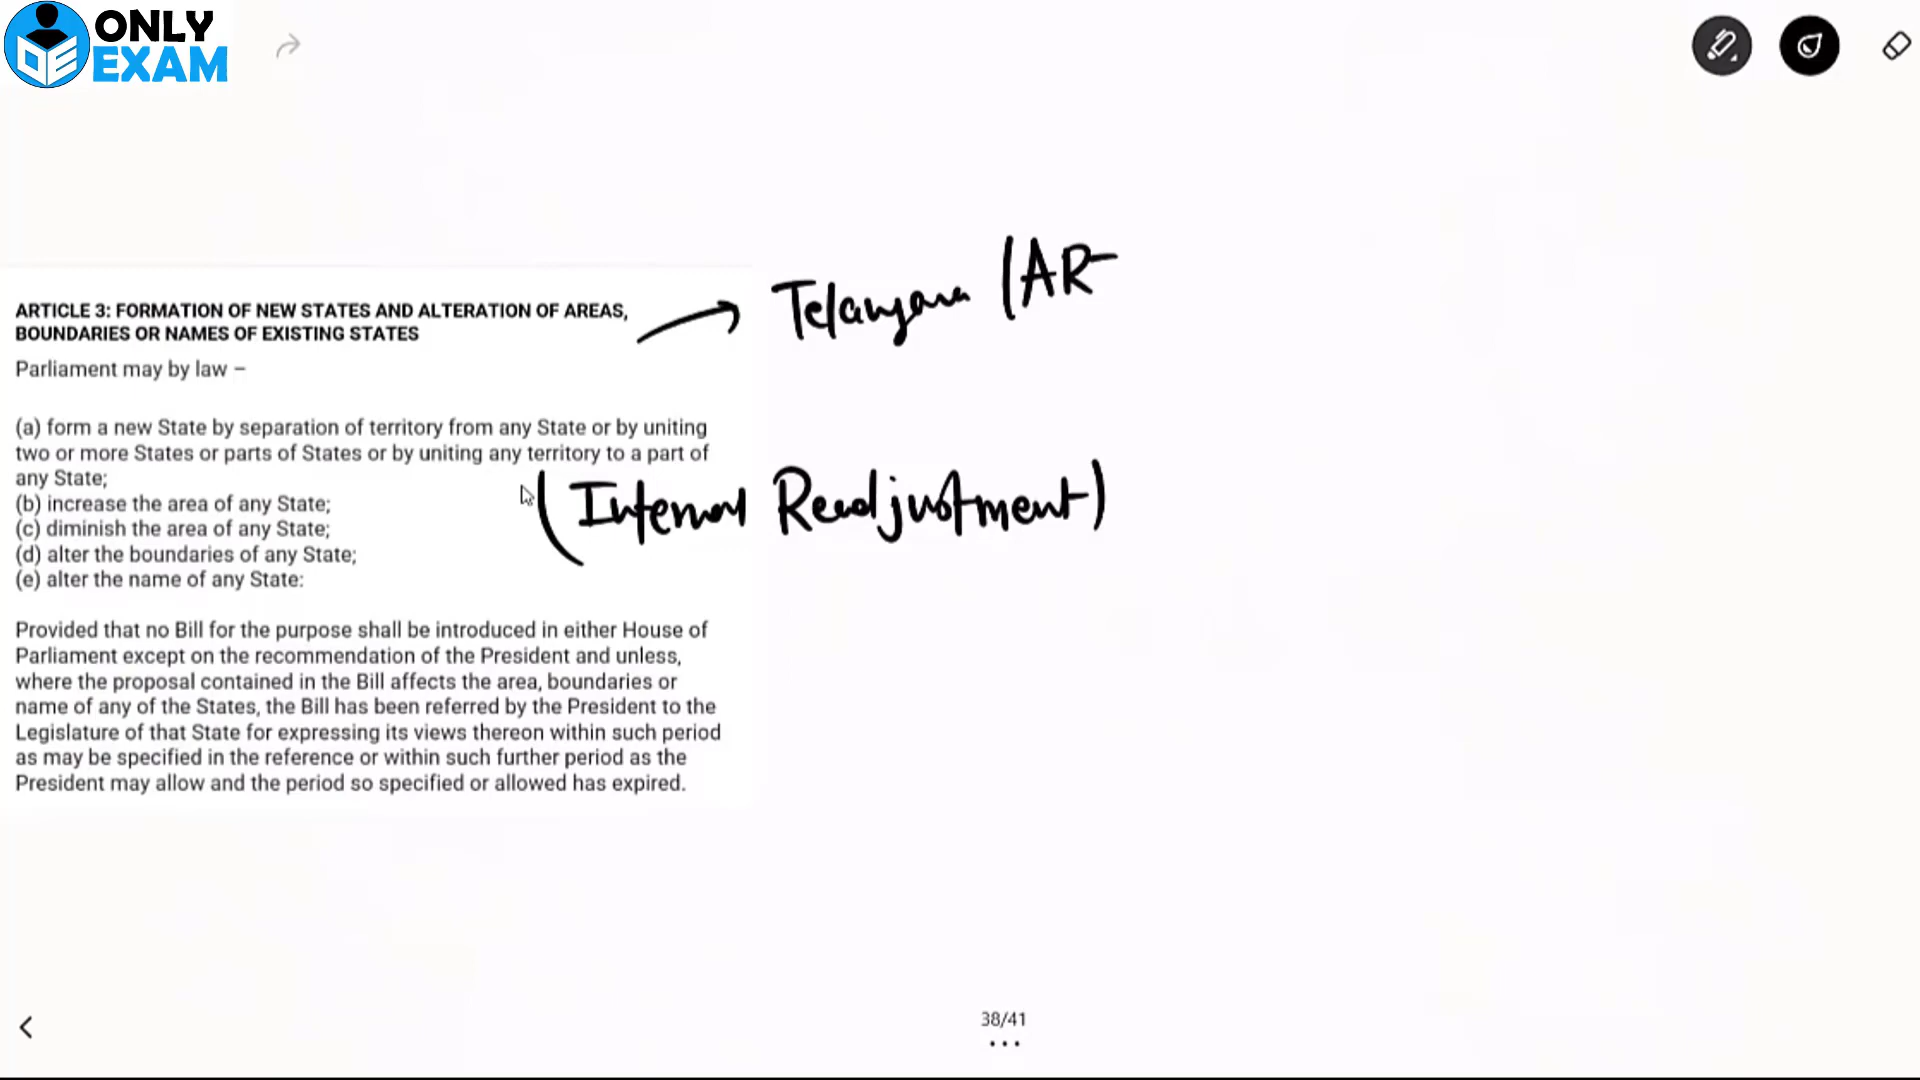 ONLY
EXAM
Telangana (AR-
ARTICLE 3: FORMATION OF NEW STATES AND ALTERATION OF AREAS,
BOUNDARIES OR NAMES OF EXISTING STATES
Parliament may by law –
(a) form a new State by separation of territory from any State or by uniting
two or more States or parts of States or by uniting any territory to a part of
any State;
(b) increase the area of any State;
(c) diminish the area of any State;
(d) alter the boundaries of any State;
(e) alter the name of any State:
(Internal Readjustment)
Provided that no Bill for the purpose shall be introduced in either House of
Parliament except on the recommendation of the President and unless,
where the proposal contained in the Bill affects the area, boundaries or
name of any of the States, the Bill has been referred by the President to the
Legislature of that State for expressing its views thereon within such period
as may be specified in the reference or within such further period as the
President may allow and the period so specified or allowed has expired.
38/41